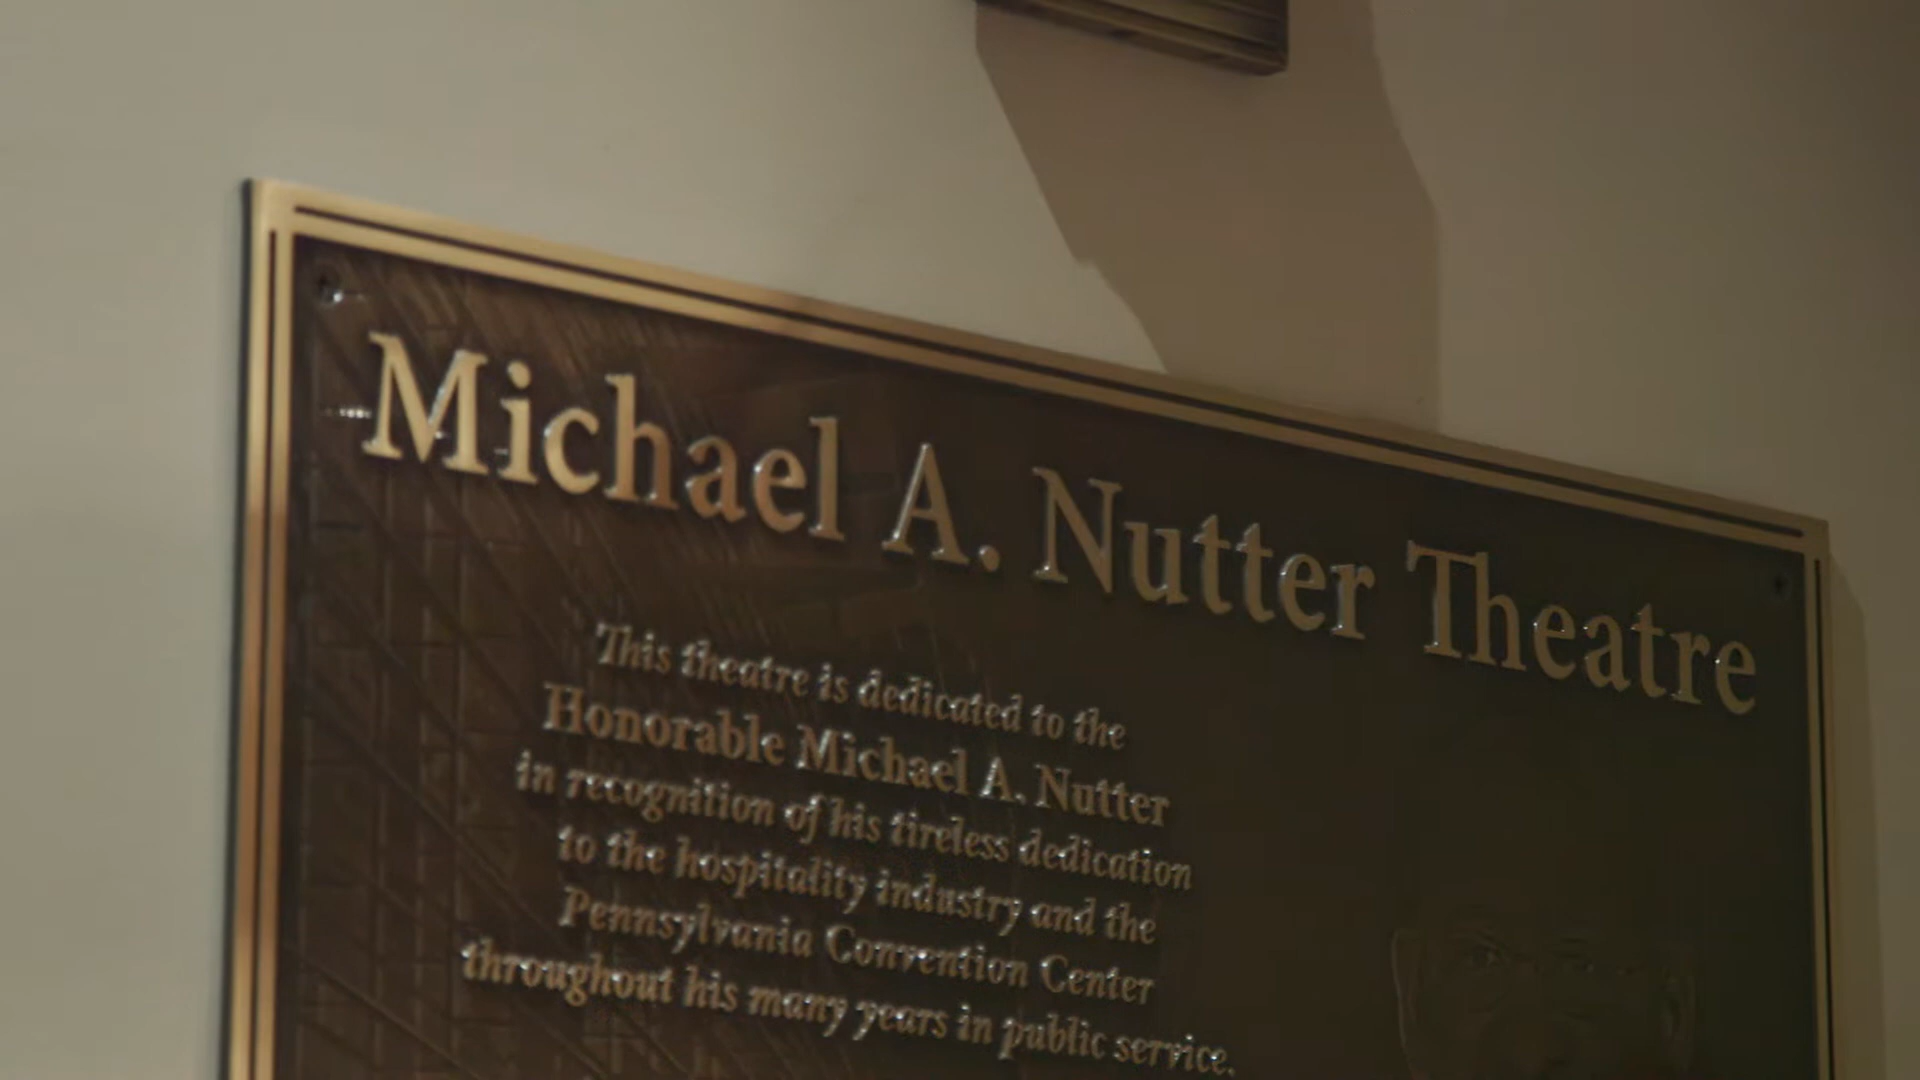 Michael A. Nutter Theatre
This theatre is dedicated to the
Honorable Michael A. Nutter
in recognition of his tireless dedication
to the hospitality industry and the
Pennsylvania Convention Center
throughout his many years in public service.